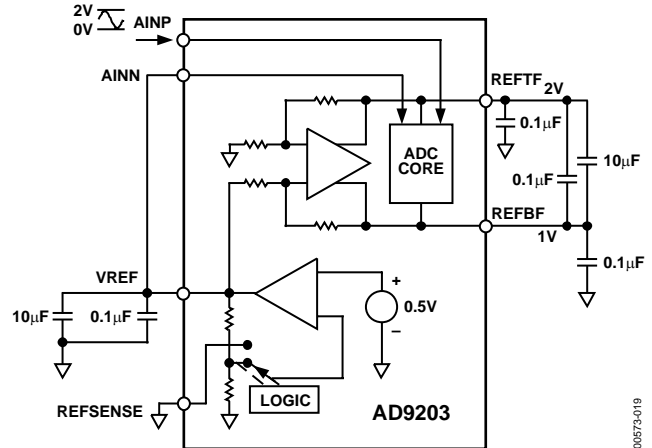 2V
0V
AINP
AINN
REFTF
2V
0.1µF
ADC
CORE
10µF
0.1µF
REFBF
1V
0.1µF
VREF
+
0.5V
–
10µF
0.1µF
LOGIC
REFSENSE
AD9203
00573-019